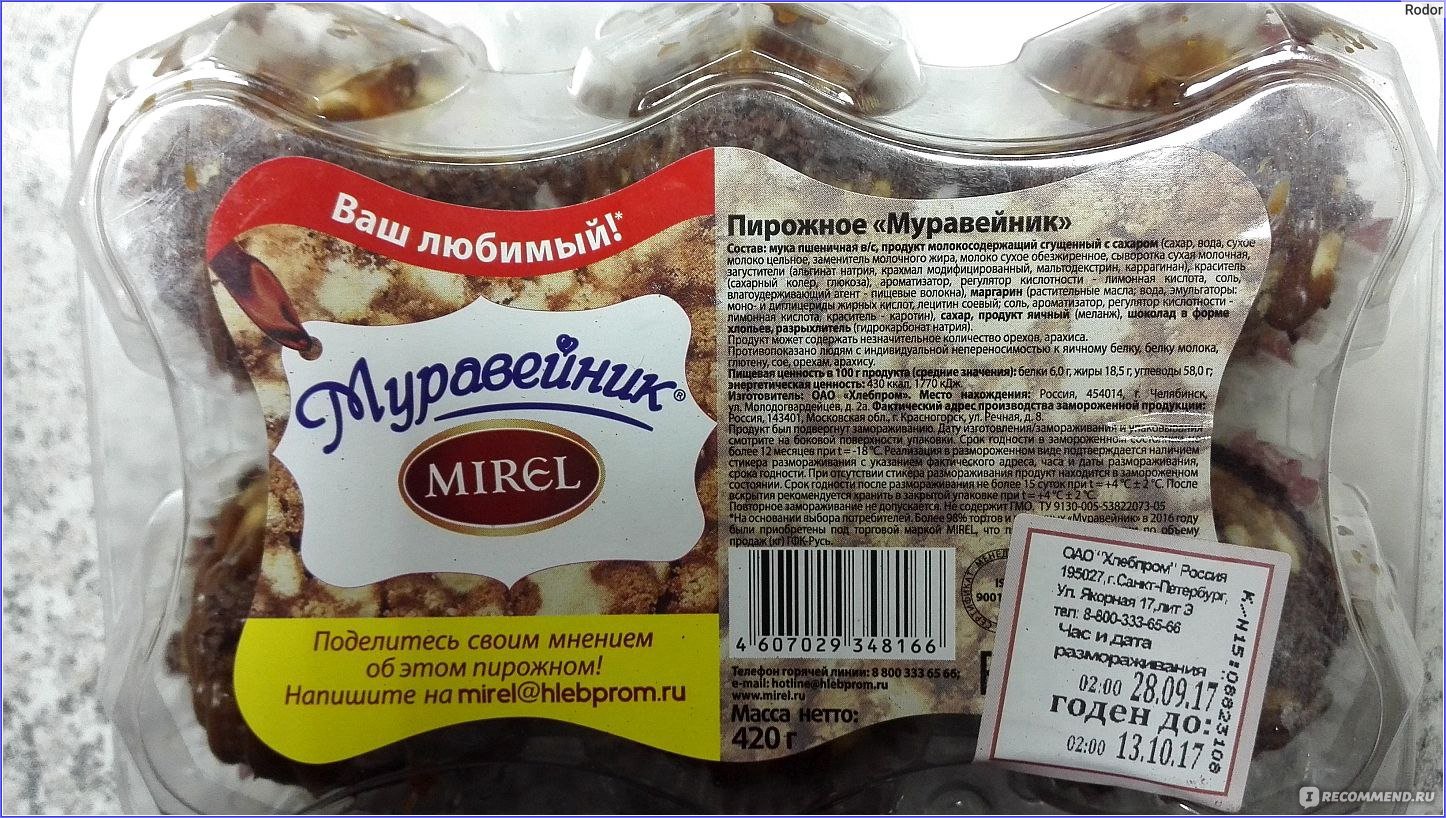 Rodor
Ваш любимый!*
Муравейник®
MIREL
Поделитесь своим мнением
об этом пирожном!
Напишите на mirel@hlebprom.ru
Пирожное «Муравейник»
Состав: мука пшеничная в/с, продукт молокосодержащий сгущенный с сахаром (сахар, вода, сухое
молоко цельное, заменитель молочного жира, молоко сухое обезжиренное, сыворотка сухая молочная,
загустители (альгинат натрия, крахмал модифицированный, мальтодекстрин, каррагинан), краситель
(сахарный колер, глюкоза), ароматизатор, регулятор кислотности - лимонная кислота, соль,
влагоудерживающий агент - пищевые волокна), маргарин (растительные масла; вода, эмульгаторы:
моно- и диглицериды жирных кислот, лецитин соевый; соль, ароматизатор, регулятор кислотности -
лимонная кислота, краситель - каротин), сахар, продукт яичный (меланж), шоколад в форме
хлопьев, разрыхлитель (гидрокарбонат натрия).
Продукт может содержать незначительное количество орехов, арахиса.
Противопоказано людям с индивидуальной непереносимостью к яичному белку, белку молока,
глютену, сое, орехам, арахису.
Пищевая ценность в 100 г продукта (средние значения): белки 6,0 г, жиры 18,5 г, углеводы 58,0 г;
энергетическая ценность: 430 ккал, 1770 кДж.
Изготовитель: ОАО «Хлебпром». Место нахождения: Россия, 454014, г. Челябинск,
ул. Молодогвардейцев, д. 2а. Фактический адрес производства замороженной продукции:
Россия, 143401, Московская обл., г. Красногорск, ул. Речная, д. 8.
Продукт был подвергнут замораживанию. Дату изготовления/замораживания и упаковывания
смотрите на боковой поверхности упаковки. Срок годности в замороженном состоянии не
более 12 месяцев при t = -18 °С. Реализация в размороженном виде подтверждается наличием
стикера размораживания с указанием фактического адреса, часа и даты размораживания,
срока годности. При отсутствии стикера размораживания продукт находится в замороженном
состоянии. Срок годности после размораживания не более 15 суток при t = +4 °С ± 2 °С. После
вскрытия рекомендуется хранить в закрытой упаковке при t = +4 °С ± 2 °С.
Повторное замораживание не допускается. Не содержит ГМО. ТУ 9130-005-53822073-05
*На основании выбора потребителей. Более 98% тортов и «Муравейник» в 2016 году
были приобретены под торговой маркой MIREL, что по объему
продаж (кг) ГФК-Русь.
4 607029 348166
9001
Телефон горячей линии: 8 800 333 65 66;
e-mail: hotline@hlebprom.ru
www.mirel.ru
Масса нетто:
420 г
ОАО "Хлебпром" Россия
195027, г. Санкт-Петербург,
Ул. Якорная 17, лит Э
тел: 8-800-333-65-66
Час и дата
размораживания :
02:00 28.09.17
годен до:
02:00 13.10.17
IRECOMMEND.RU